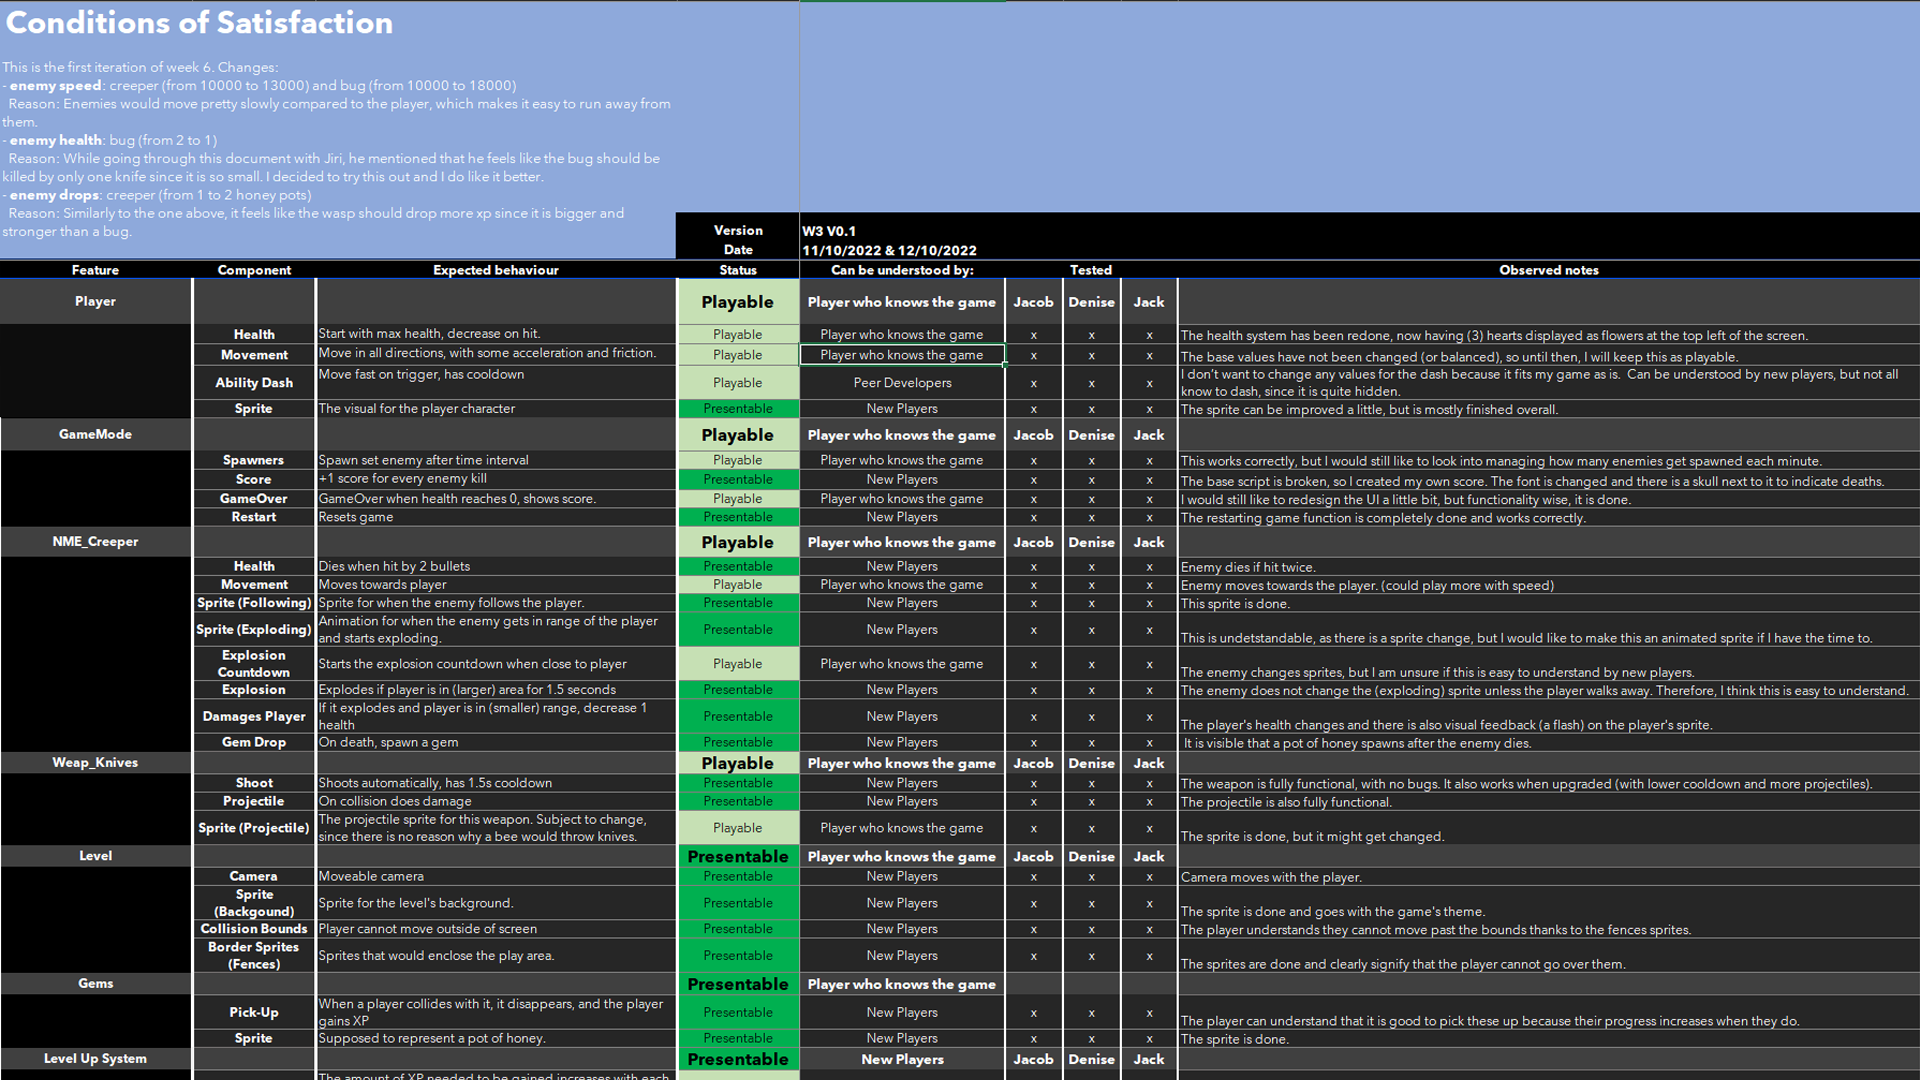 Conditions of Satisfaction
This is the first iteration of week 6. Changes:
- enemy speed: creeper (from 10000 to 13000) and bug (from 10000 to 18000)
Reason: Enemies would move pretty slowly compared to the player, which makes it easy to run away from
them.
- enemy health: bug (from 2 to 1)
Reason: While going through this document with Jiri, he mentioned that he feels like the bug should be
killed by only one knife since it is so small. I decided to try this out and I do like it better.
- enemy drops: creeper (from 1 to 2 honey pots)
Reason: Similarly to the one above, it feels like the wasp should drop more xp since it is bigger and
stronger than a bug.
Version W3 V0.1
Date 11/10/2022 & 12/10/2022
Feature Component Expected behaviour Status Can be understood by: Tested Observed notes
Player Playable Player who knows the game Jacob Denise Jack
Health Start with max health, decrease on hit. Playable Player who knows the game x x x The health system has been redone, now having (3) hearts displayed as flowers at the top left of the screen.
Movement Move in all directions, with some acceleration and friction. Playable Player who knows the game x x x The base values have not been changed (or balanced), so until then, I will keep this as playable.
Ability Dash Move fast on trigger, has cooldown Playable Peer Developers x x x I don't want to change any values for the dash because it fits my game as is. Can be understood by new players, but not all
know to dash, since it is quite hidden.
Sprite The visual for the player character Presentable New Players x x x The sprite can be improved a little, but is mostly finished overall.
GameMode Playable Player who knows the game Jacob Denise Jack
Spawners Spawn set enemy after time interval Playable Player who knows the game x x x This works correctly, but I would still like to look into managing how many enemies get spawned each minute.
Score +1 score for every enemy kill Presentable New Players x x x The base script is broken, so I created my own score. The font is changed and there is a skull next to it to indicate deaths.
GameOver GameOver when health reaches 0, shows score. Playable Player who knows the game x x x I would still like to redesign the UI a little bit, but functionality wise, it is done.
Restart Resets game Presentable New Players x x x The restarting game function is completely done and works correctly.
NME_Creeper Playable Player who knows the game Jacob Denise Jack
Health Dies when hit by 2 bullets Presentable New Players x x x Enemy dies if hit twice.
Movement Moves towards player Playable Player who knows the game x x x Enemy moves towards the player. (could play more with speed)
Sprite (Following) Sprite for when the enemy follows the player. Presentable New Players x x x This sprite is done.
Sprite (Exploding) Animation for when the enemy gets in range of the player
and starts exploding. Presentable New Players x x x This is undetstandable, as there is a sprite change, but I would like to make this an animated sprite if I have the time to.
Explosion
Countdown Starts the explosion countdown when close to player Playable Player who knows the game x x x The enemy changes sprites, but I am unsure if this is easy to understand by new players.
Explosion Explodes if player is in (larger) area for 1.5 seconds Presentable New Players x x x The enemy does not change the (exploding) sprite unless the player walks away. Therefore, I think this is easy to understand.
Damages Player If it explodes and player is in (smaller) range, decrease 1
health Presentable New Players x x x The player's health changes and there is also visual feedback (a flash) on the player's sprite.
Gem Drop On death, spawn a gem Presentable New Players x x x It is visible that a pot of honey spawns after the enemy dies.
Weap_Knives Playable Player who knows the game Jacob Denise Jack
Shoot Shoots automatically, has 1.5s cooldown Presentable New Players x x x The weapon is fully functional, with no bugs. It also works when upgraded (with lower cooldown and more projectiles).
Projectile On collision does damage Presentable New Players x x x The projectile is also fully functional.
Sprite (Projectile) The projectile sprite for this weapon. Subject to change,
since there is no reason why a bee would throw knives. Playable Player who knows the game x x x The sprite is done, but it might get changed.
Level Presentable Player who knows the game Jacob Denise Jack
Camera Moveable camera Presentable New Players x x x Camera moves with the player.
Sprite
(Backgound) Sprite for the level's background. Presentable New Players x x x The sprite is done and goes with the game's theme.
Collision Bounds Player cannot move outside of screen Presentable New Players x x x The player understands they cannot move past the bounds thanks to the fences sprites.
Border Sprites
(Fences) Sprites that would enclose the play area. Presentable New Players x x x The sprites are done and clearly signify that the player cannot go over them.
Gems Presentable Player who knows the game
Pick-Up When a player collides with it, it disappears, and the player
gains XP Presentable New Players x x x The player can understand that it is good to pick these up because their progress increases when they do.
Sprite Supposed to represent a pot of honey. Presentable New Players x x x The sprite is done.
Level Up System Presentable New Players Jacob Denise Jack
The amount of XP needed to be gained increases with each